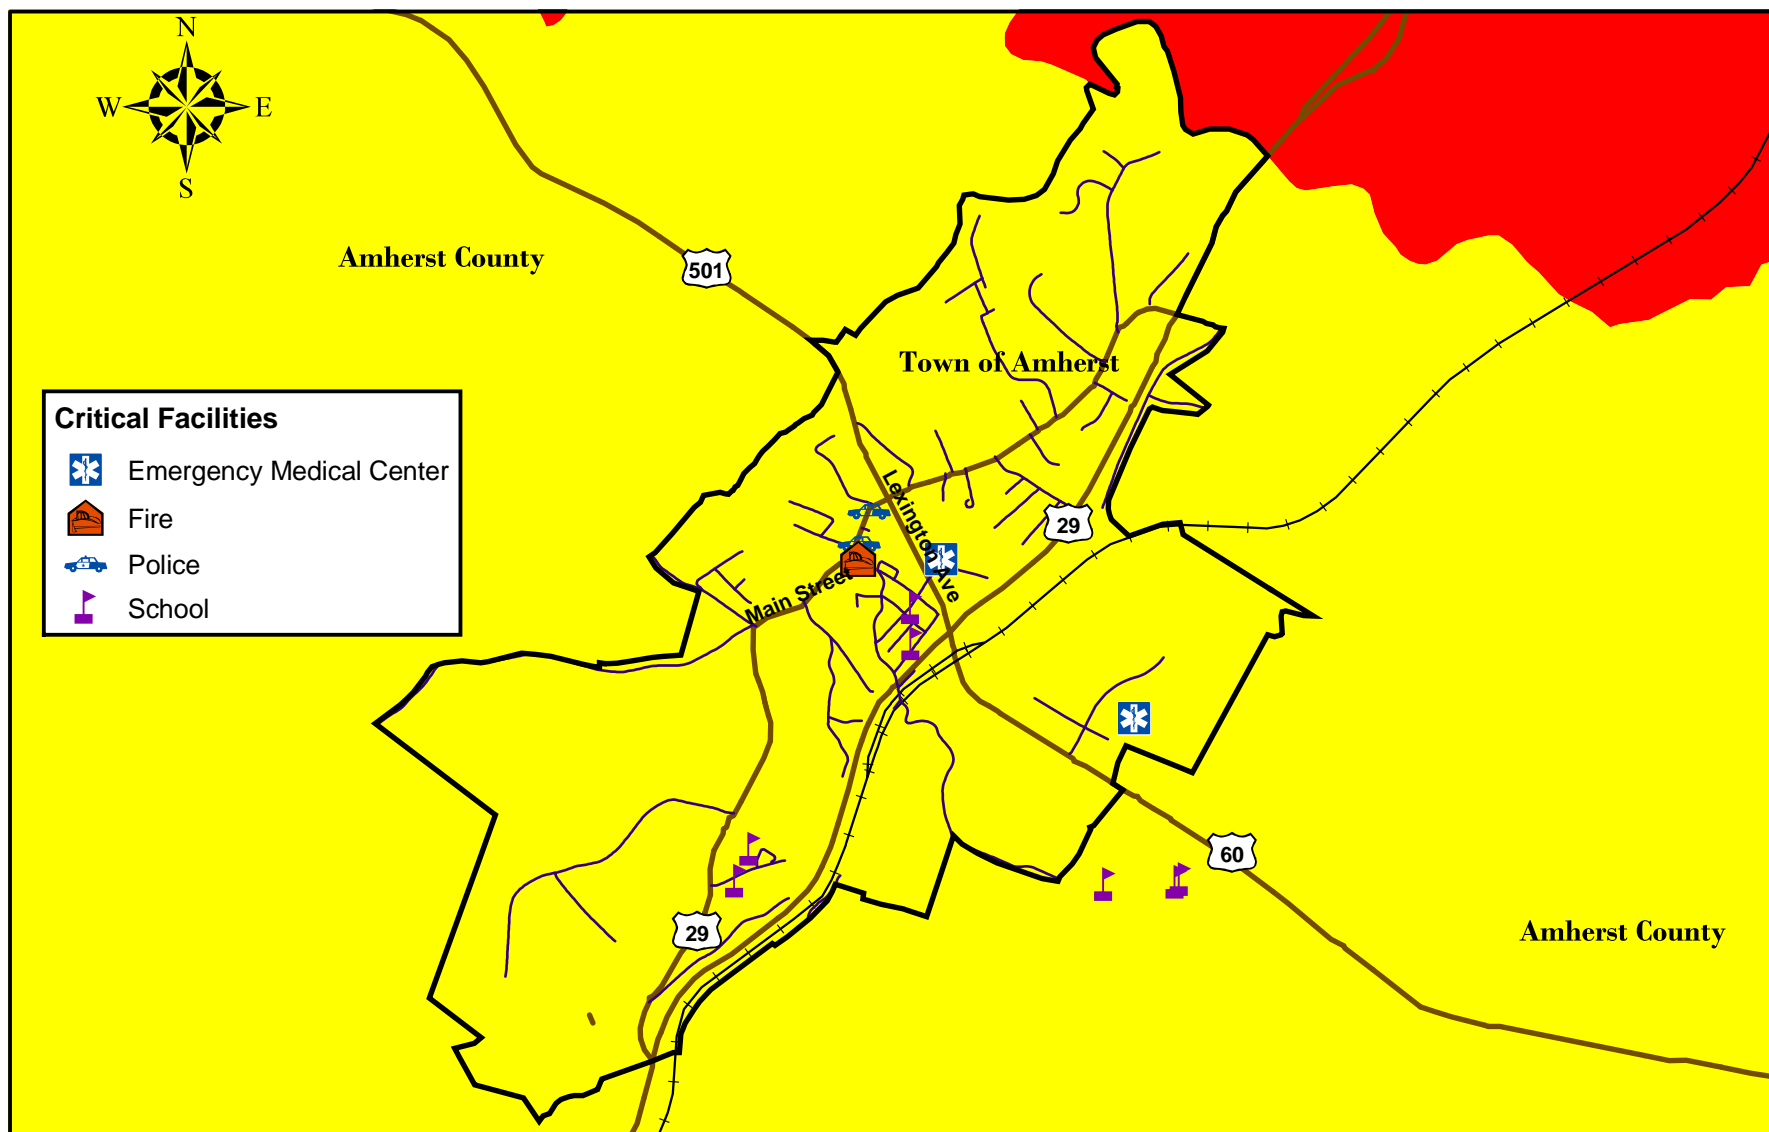 N
W E
S
Amherst County
501
Town of Amherst
Critical Facilities
Emergency Medical Center
Fire
Police
School
Lexington Ave
29
Main Street
60
29
Amherst County